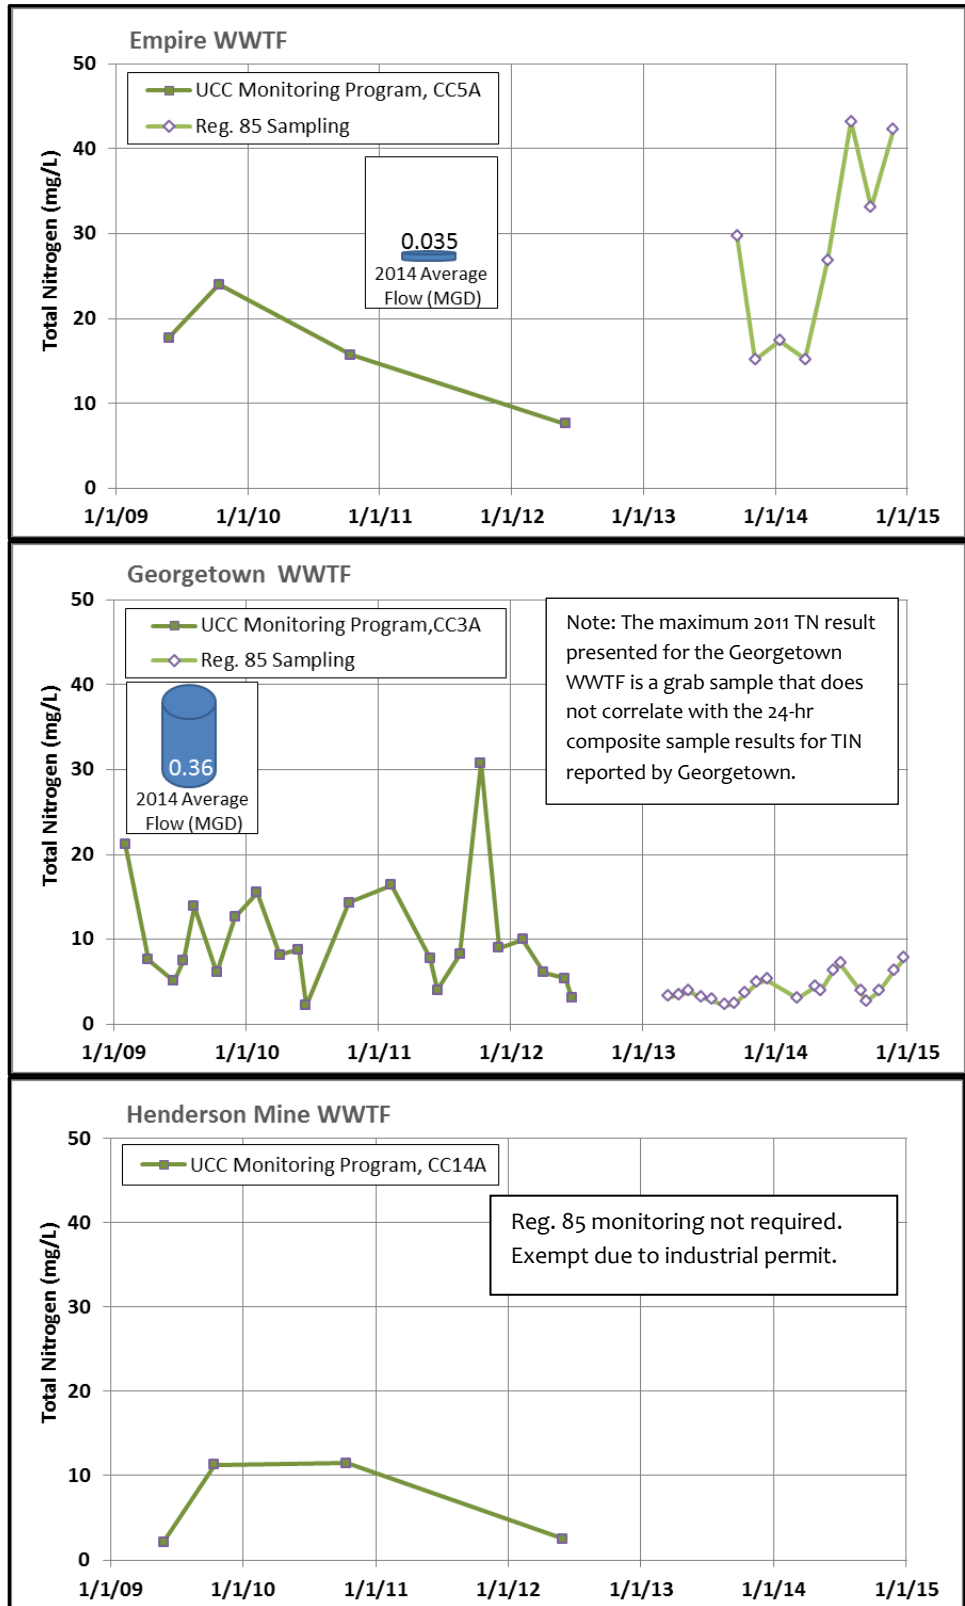 Empire WWTF
Total Nitrogen (mg/L)
50
40
30
20
10
0
UCC Monitoring Program, CC5A
Reg. 85 Sampling
0.035
2014 Average
Flow (MGD)
1/1/09 1/1/10 1/1/11 1/1/12 1/1/13 1/1/14 1/1/15
Georgetown WWTF
Total Nitrogen (mg/L)
50
40
30
20
10
0
UCC Monitoring Program,CC3A
Reg. 85 Sampling
0.36
2014 Average
Flow (MGD)
Note: The maximum 2011 TN result
presented for the Georgetown
WWTF is a grab sample that does
not correlate with the 24-hr
composite sample results for TIN
reported by Georgetown.
1/1/09 1/1/10 1/1/11 1/1/12 1/1/13 1/1/14 1/1/15
Henderson Mine WWTF
Total Nitrogen (mg/L)
50
40
30
20
10
0
UCC Monitoring Program, CC14A
Reg. 85 monitoring not required.
Exempt due to industrial permit.
1/1/09 1/1/10 1/1/11 1/1/12 1/1/13 1/1/14 1/1/15